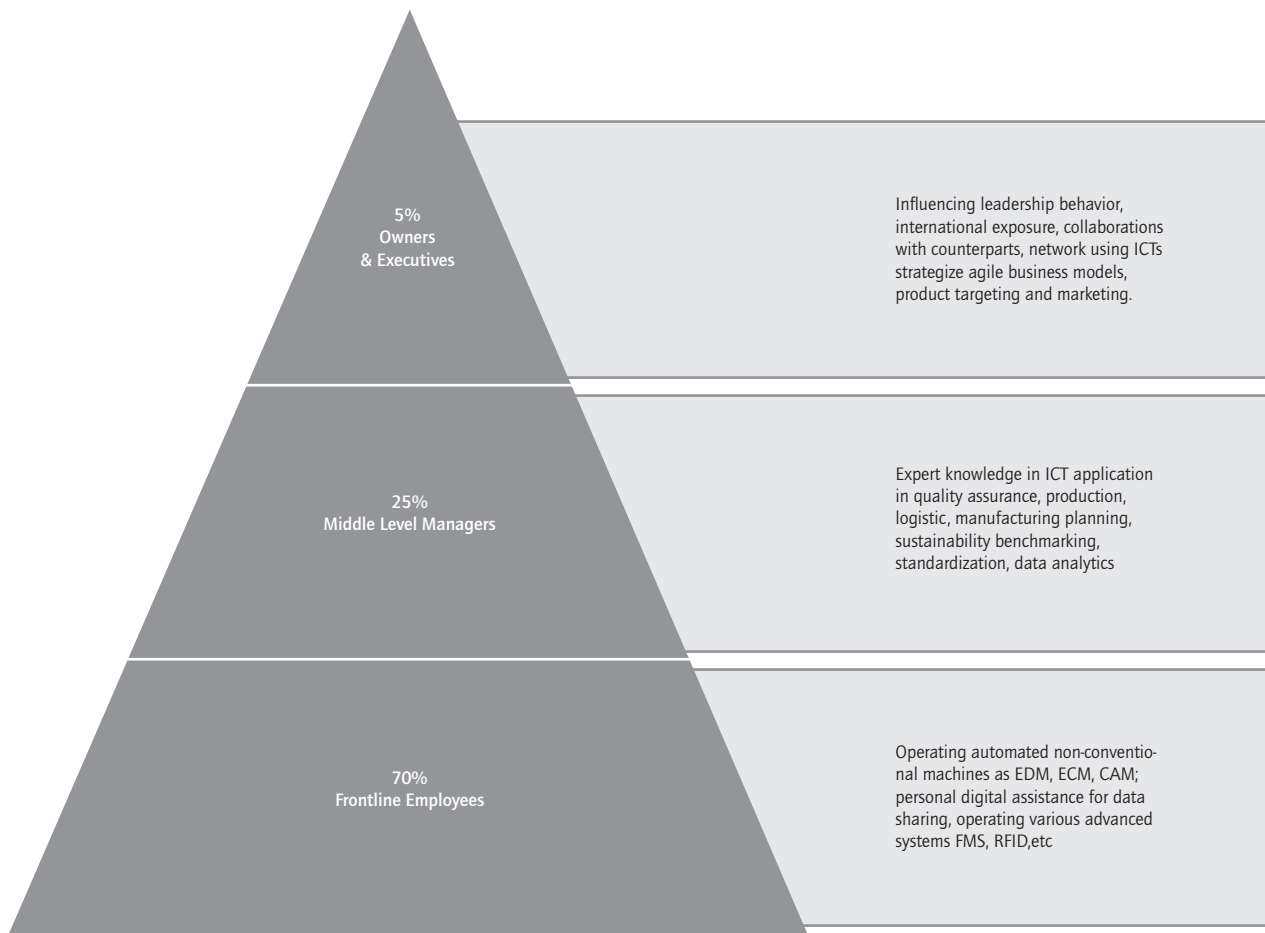 5%
Owners
& Executives
Influencing leadership behavior,
international exposure, collaborations
with counterparts, network using ICTs
strategize agile business models,
product targeting and marketing.
25%
Middle Level Managers
Expert knowledge in ICT application
in quality assurance, production,
logistic, manufacturing planning,
sustainability benchmarking,
standardization, data analytics
70%
Frontline Employees
Operating automated non-conventio-
nal machines as EDM, ECM, CAM;
personal digital assistance for data
sharing, operating various advanced
systems FMS, RFID,etc